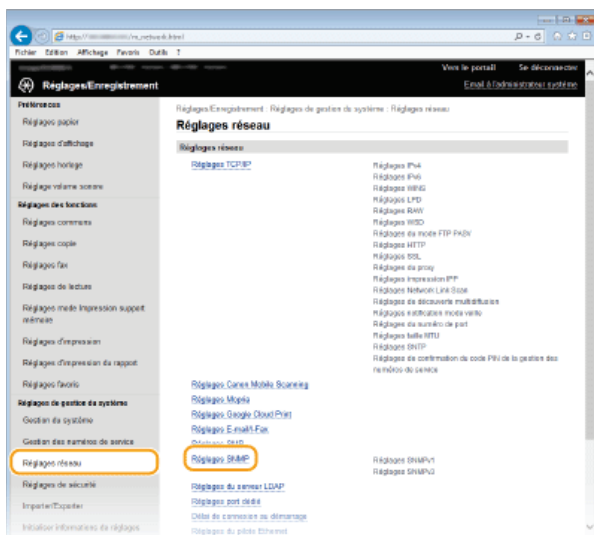 Fichier Edition Affichage Favoris Outils ?
Vers le portail Se déconnecter
Réglages/Enregistrement
Email à l'administrateur système
Préférences
Réglages papier
Réglages d'affichage
Réglages horloge
Réglage volume sonore
Réglages des fonctions
Réglages communs
Réglages copie
Réglages fax
Réglages de lecture
Réglages mode Impression support
mémoire
Réglages d'impression
Réglages d'impression du rapport
Réglages favoris
Réglages de gestion du système
Gestion du système
Gestion des numéros de service
Réglages réseau
Réglages de sécurité
Importer/Exporter
Initialiser informations de réglages
Réglages/Enregistrement : Réglages de gestion du système : Réglages réseau
Réglages réseau
Réglages réseau
Réglages TCP/IP
Réglages IPv4
Réglages IPv6
Réglages WINS
Réglages LPD
Réglages RAW
Réglages WSD
Réglages du mode FTP PASV
Réglages HTTP
Réglages SSL
Réglages du proxy
Réglages impression IPP
Réglages Network Link Scan
Réglages de découverte multidiffusion
Réglages notification mode veille
Réglages du numéro de port
Réglages taille MTU
Réglages SNTP
Réglages de confirmation du code PIN de la gestion des
numéros de service
Réglages Canon Mobile Scanning
Réglages Mopria
Réglages Google Cloud Print
Réglages E-mail/I-Fax
Réglages SMB
Réglages SNMP
Réglages SNMPv1
Réglages SNMPv3
Réglages du serveur LDAP
Réglages port dédié
Délai de connexion au démarrage
Réglages du pilote Ethernet